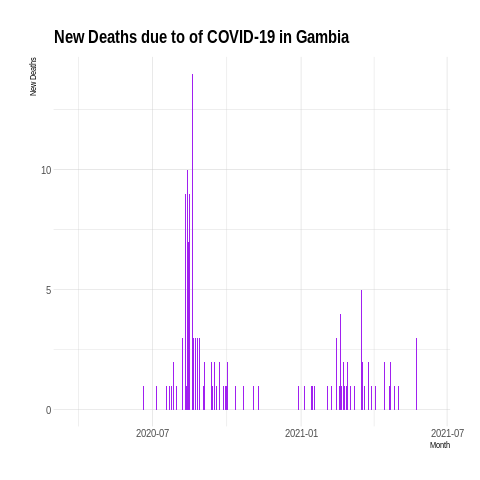 New Deaths due to of COVID-19 in Gambia
New Deaths
10
5
0
2020-07
2021-01
2021-07
Month